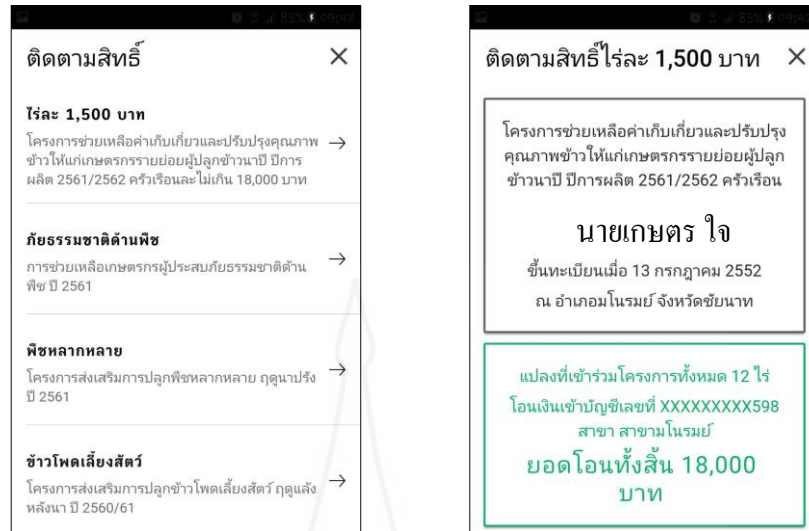 85% 09:42
ติดตามสิทธิ์ ×
ไร่ละ 1,500 บาท
โครงการช่วยเหลือค่าเก็บเกี่ยวและปรับปรุงคุณภาพ →
ข้าวให้แก่เกษตรกรรายย่อยผู้ปลูกข้าวนาปี ปีการ
ผลิต 2561/2562 ครัวเรือนละไม่เกิน 18,000 บาท
ภัยธรรมชาติด้านพืช
การช่วยเหลือเกษตรกรผู้ประสบภัยธรรมชาติด้าน →
พืช ปี 2561
พืชหลากหลาย
โครงการส่งเสริมการปลูกพืชหลากหลาย ฤดูนาปรัง →
ปี 2561
ข้าวโพดเลี้ยงสัตว์
โครงการส่งเสริมการปลูกข้าวโพดเลี้ยงสัตว์ ฤดูแล้ง →
หลังนา ปี 2560/61
85% 09:42
ติดตามสิทธิ์ไร่ละ 1,500 บาท ×
โครงการช่วยเหลือค่าเก็บเกี่ยวและปรับปรุง
คุณภาพข้าวให้แก่เกษตรกรรายย่อยผู้ปลูก
ข้าวนาปี ปีการผลิต 2561/2562 ครัวเรือน
นายเกษตร ใจ
ขึ้นทะเบียนเมื่อ 13 กรกฎาคม 2552
ณ อำเภอมโนรมย์ จังหวัดชัยนาท
แปลงที่เข้าร่วมโครงการทั้งหมด 12 ไร่
โอนเงินเข้าบัญชีเลขที่ XXXXXXXXX598
สาขา สาขามโนรมย์
ยอดโอนทั้งสิ้น 18,000
บาท